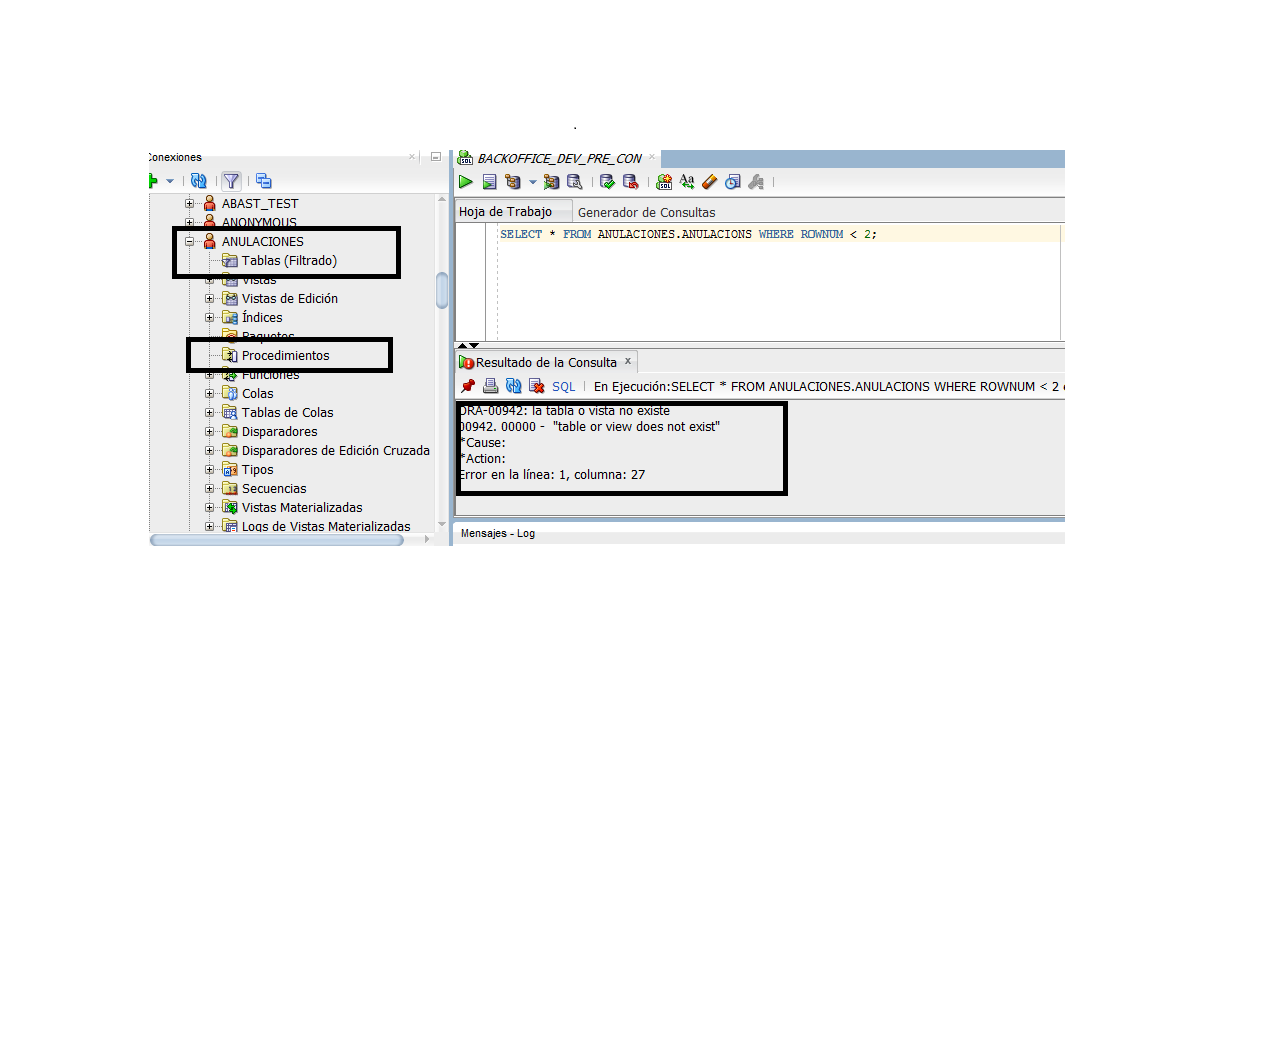 Conexiones
ABAST_TEST
ANONYMOUS
ANULACIONES
Tablas (Filtrado)
Vistas
Vistas de Edición
Índices
Paquetes
Procedimientos
Funciones
Colas
Tablas de Colas
Disparadores
Disparadores de Edición Cruzada
Tipos
Secuencias
Vistas Materializadas
Logs de Vistas Materializadas
BACKOFFICE_DEV_PRE_CON
Hoja de Trabajo
Generador de Consultas
SELECT * FROM ANULACIONES.ANULACIONS WHERE ROWNUM < 2;
Resultado de la Consulta
SQL
En Ejecución:SELECT * FROM ANULACIONES.ANULACIONS WHERE ROWNUM < 2
ORA-00942: la tabla o vista no existe
00942. 00000 - "table or view does not exist"
*Cause:
*Action:
Error en la línea: 1, columna: 27
Mensajes - Log